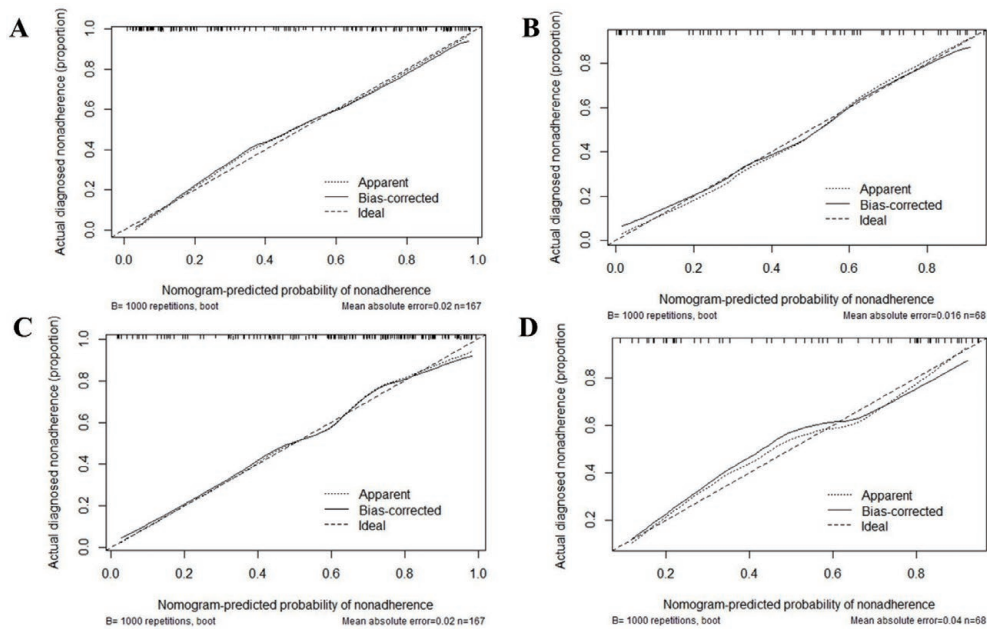 A
Actual diagnosed nonadherence (proportion)
1.0
0.8
0.6
0.4
0.2
0.0
Apparent
Bias-corrected
Ideal
0.0 0.2 0.4 0.6 0.8 1.0
Nomogram-predicted probability of nonadherence
B= 1000 repetitions, boot Mean absolute error=0.02 n=167
B
Actual diagnosed nonadherence (proportion
0.8
0.6
0.4
0.2
0.0
Apparent
Bias-corrected
Ideal
0.0 0.2 0.4 0.6 0.8
Nomogram-predicted probability of nonadherence
B= 1000 repetitions, boot Mean absolute error=0.016 n=68
C
Actual diagnosed nonadherence (proportion)
1.0
0.8
0.6
0.4
0.2
0.0
Apparent
Bias-corrected
Ideal
0.0 0.2 0.4 0.6 0.8 1.0
Nomogram-predicted probability of nonadherence
B= 1000 repetitions, boot Mean absolute error=0.02 n=167
D
Actual diagnosed nonadherence (proportion
0.8
0.6
0.4
0.2
Apparent
Bias-corrected
Ideal
0.2 0.4 0.6 0.8
Nomogram-predicted probability of nonadherence
B= 1000 repetitions, boot Mean absolute error=0.04 n=68